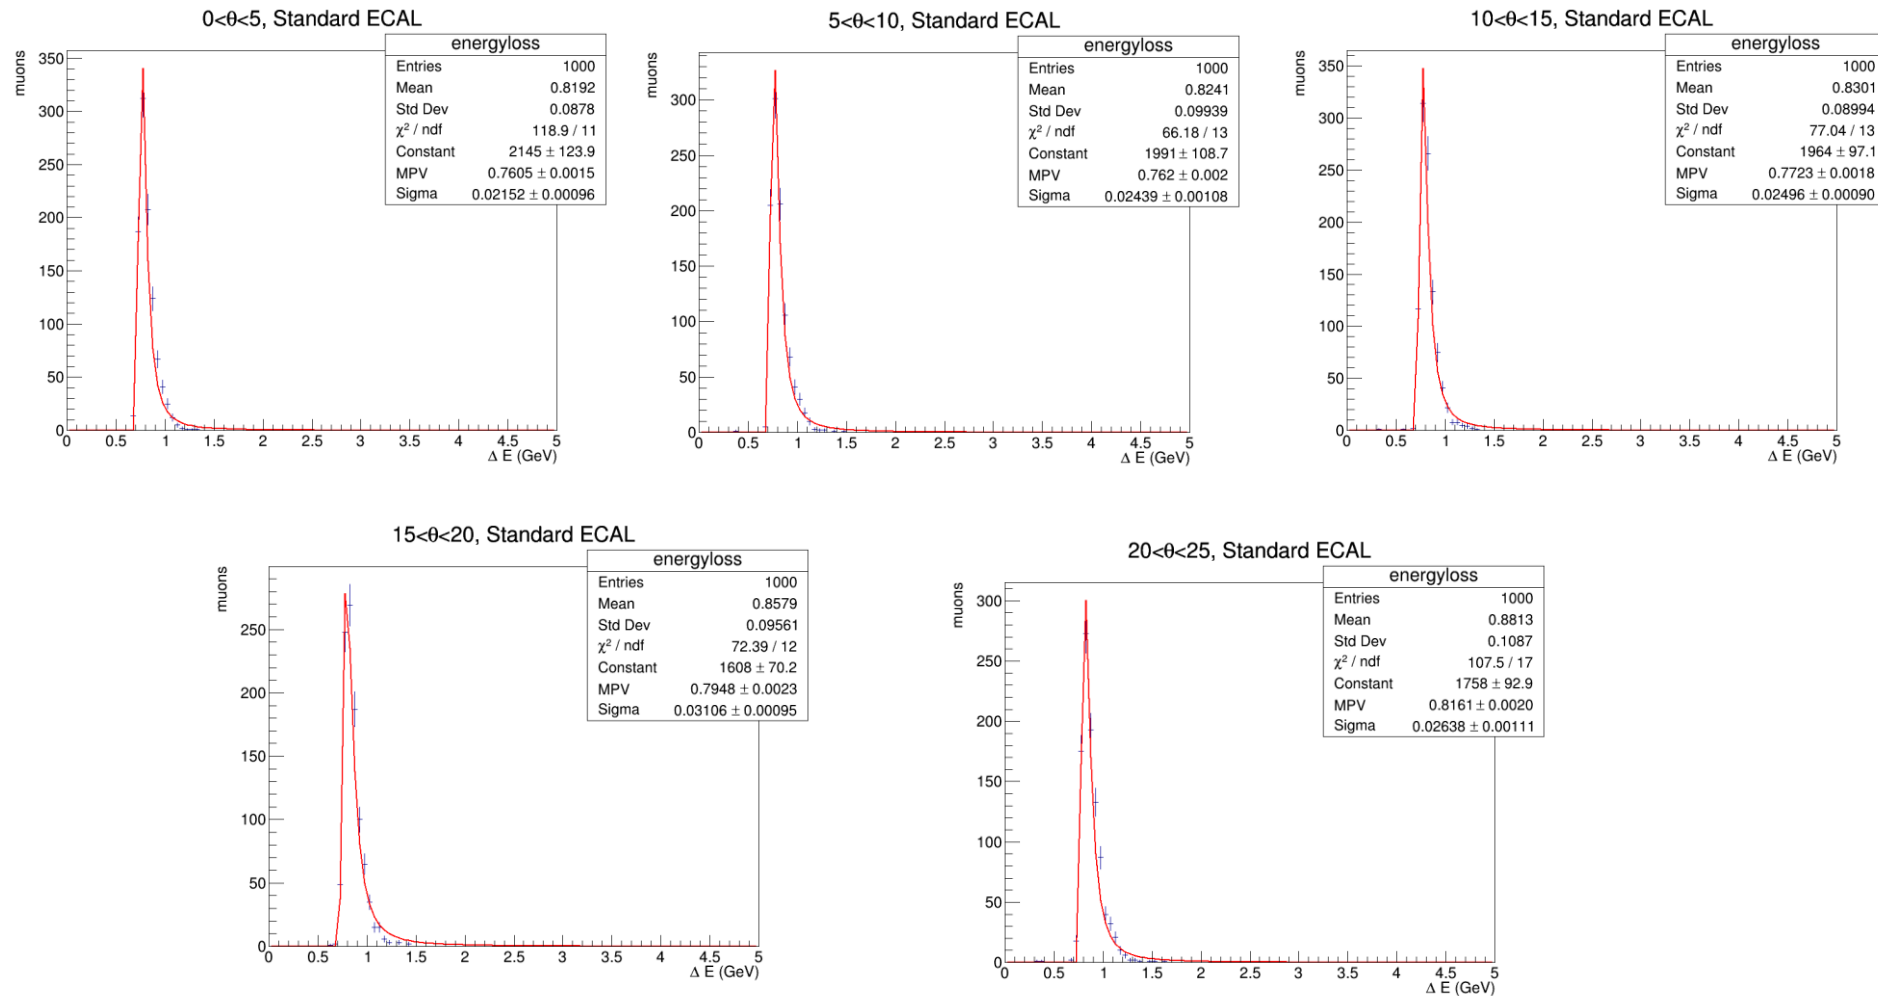 0<θ<5, Standard ECAL
muons
energyloss
Entries 1000
Mean 0.8192
Std Dev 0.0878
χ² / ndf 118.9 / 11
Constant 2145 ± 123.9
MPV 0.7605 ± 0.0015
Sigma 0.02152 ± 0.00096
350
300
250
200
150
100
50
0
0 0.5 1 1.5 2 2.5 3 3.5 4 4.5 5
Δ E (GeV)
5<θ<10, Standard ECAL
muons
energyloss
Entries 1000
Mean 0.8241
Std Dev 0.09939
χ² / ndf 66.18 / 13
Constant 1991 ± 108.7
MPV 0.762 ± 0.002
Sigma 0.02439 ± 0.00108
300
250
200
150
100
50
0
0 0.5 1 1.5 2 2.5 3 3.5 4 4.5 5
Δ E (GeV)
10<θ<15, Standard ECAL
muons
energyloss
Entries 1000
Mean 0.8301
Std Dev 0.08994
χ² / ndf 77.04 / 13
Constant 1964 ± 97.1
MPV 0.7723 ± 0.0018
Sigma 0.02496 ± 0.00090
350
300
250
200
150
100
50
0
0 0.5 1 1.5 2 2.5 3 3.5 4 4.5 5
Δ E (GeV)
15<θ<20, Standard ECAL
muons
energyloss
Entries 1000
Mean 0.8579
Std Dev 0.09561
χ² / ndf 72.39 / 12
Constant 1608 ± 70.2
MPV 0.7948 ± 0.0023
Sigma 0.03106 ± 0.00095
250
200
150
100
50
0
0 0.5 1 1.5 2 2.5 3 3.5 4 4.5 5
Δ E (GeV)
20<θ<25, Standard ECAL
muons
energyloss
Entries 1000
Mean 0.8813
Std Dev 0.1087
χ² / ndf 107.5 / 17
Constant 1758 ± 92.9
MPV 0.8161 ± 0.0020
Sigma 0.02638 ± 0.00111
300
250
200
150
100
50
0
0 0.5 1 1.5 2 2.5 3 3.5 4 4.5 5
Δ E (GeV)